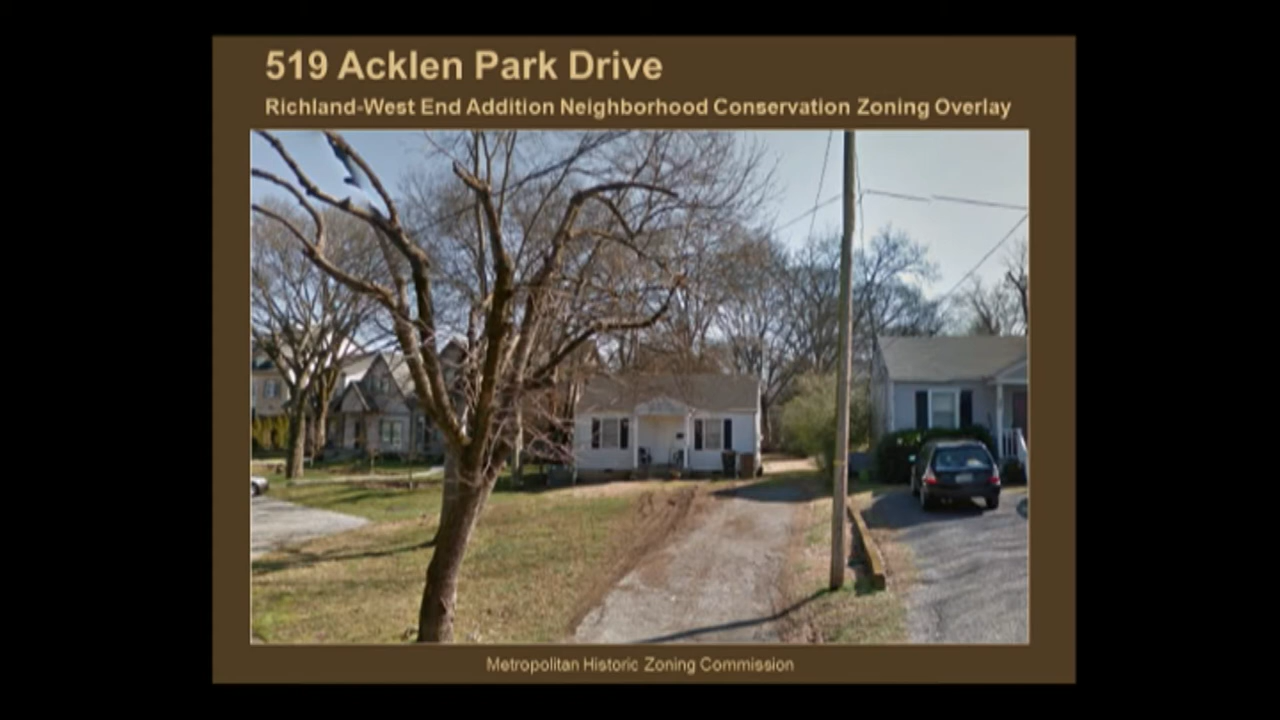 519 Acklen Park Drive
Richland-West End Addition Neighborhood Conservation Zoning Overlay
Metropolitan Historic Zoning Commission